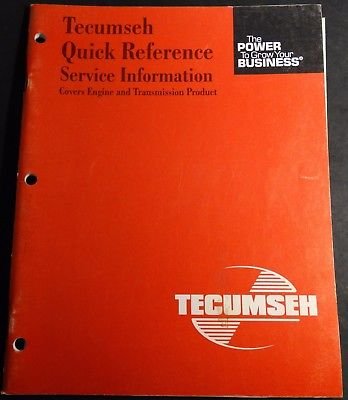 Tecumseh
Quick Reference
Service Information
Covers Engine and Transmission Product
The
POWER
To Grow Your
BUSINESS®
TECUMSEH